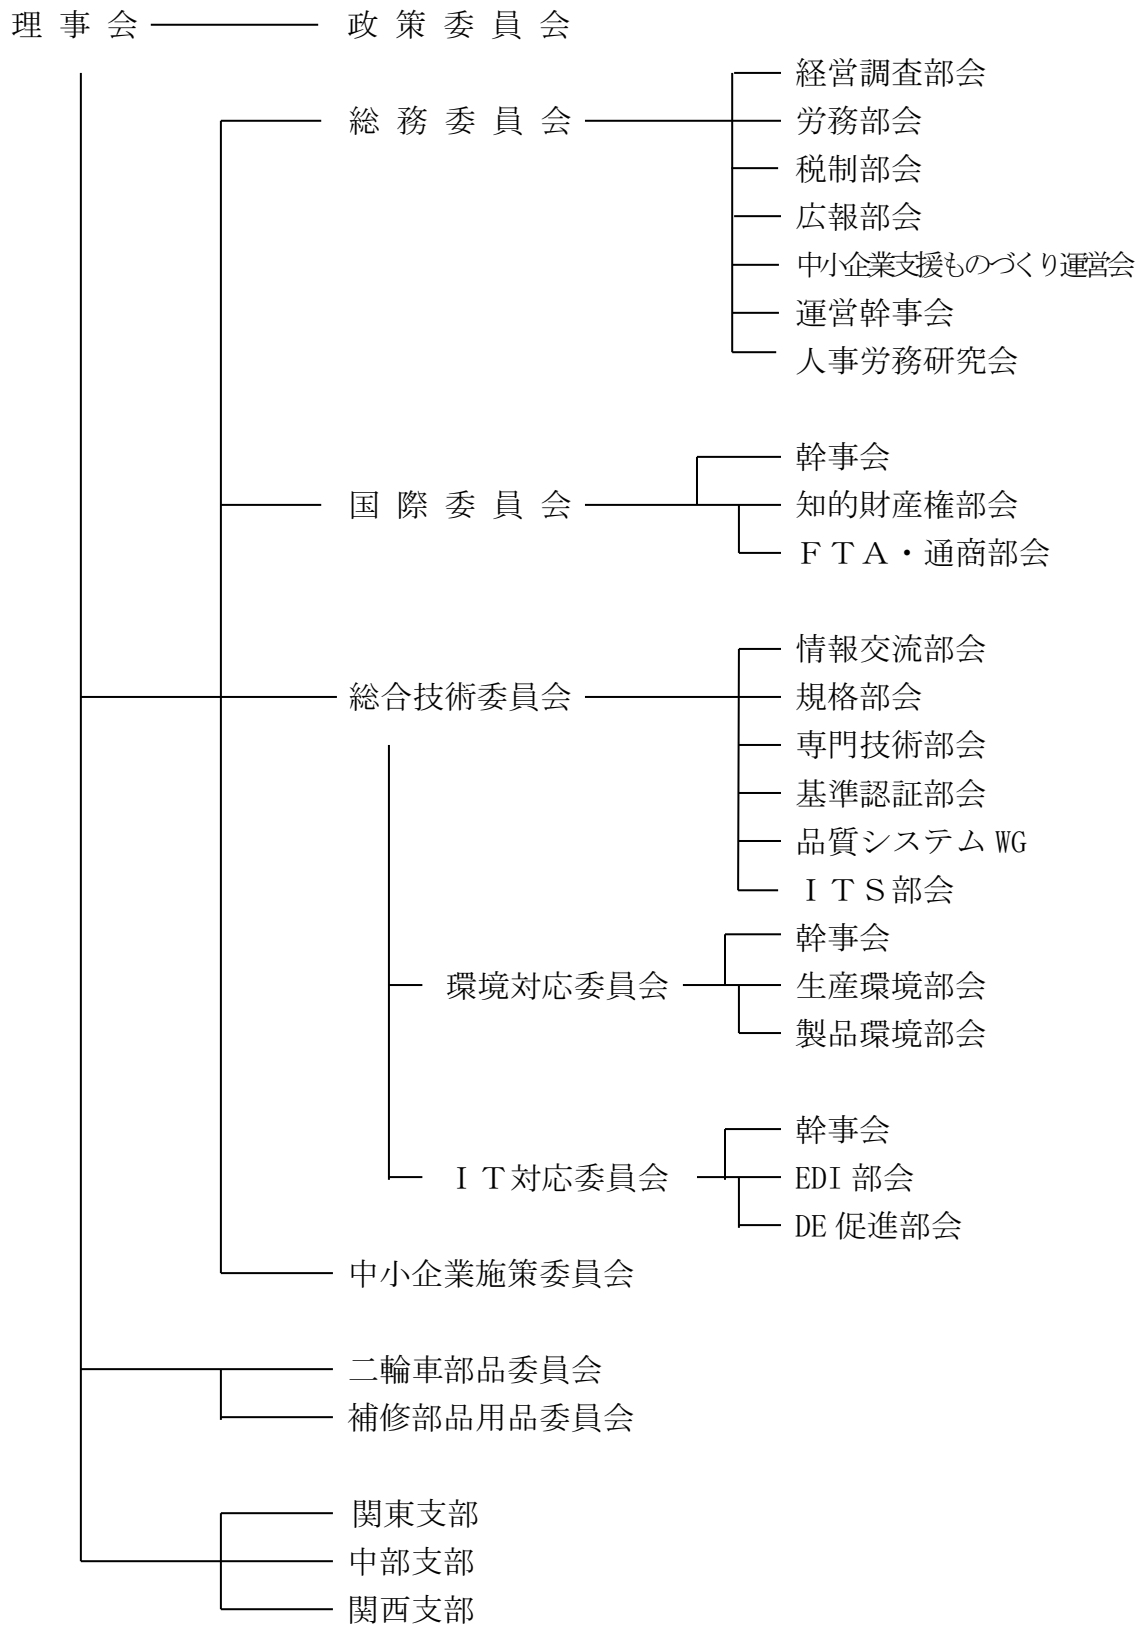 理事会 政策委員会
経営調査部会
総務委員会 労務部会
税制部会
広報部会
中小企業支援ものづくり運営会
運営幹事会
人事労務研究会
幹事会
国際委員会 知的財産権部会
ＦＴＡ・通商部会
情報交流部会
総合技術委員会 規格部会
専門技術部会
基準認証部会
品質システム WG
ＩＴＳ部会
幹事会
環境対応委員会 生産環境部会
製品環境部会
幹事会
ＩＴ対応委員会 EDI 部会
DE 促進部会
中小企業施策委員会
二輪車部品委員会
補修部品用品委員会
関東支部
中部支部
関西支部